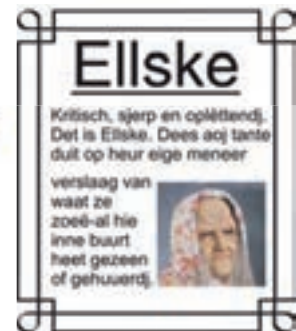 Ellske
Kritisch, sjerp en oplèttendj.
Det is Ellske. Dees aoj tante
duit op heur eige meneer
verslaag van
waat ze
zoeë-al hie
inne buurt
heet gezeen
of gehuuerdj.